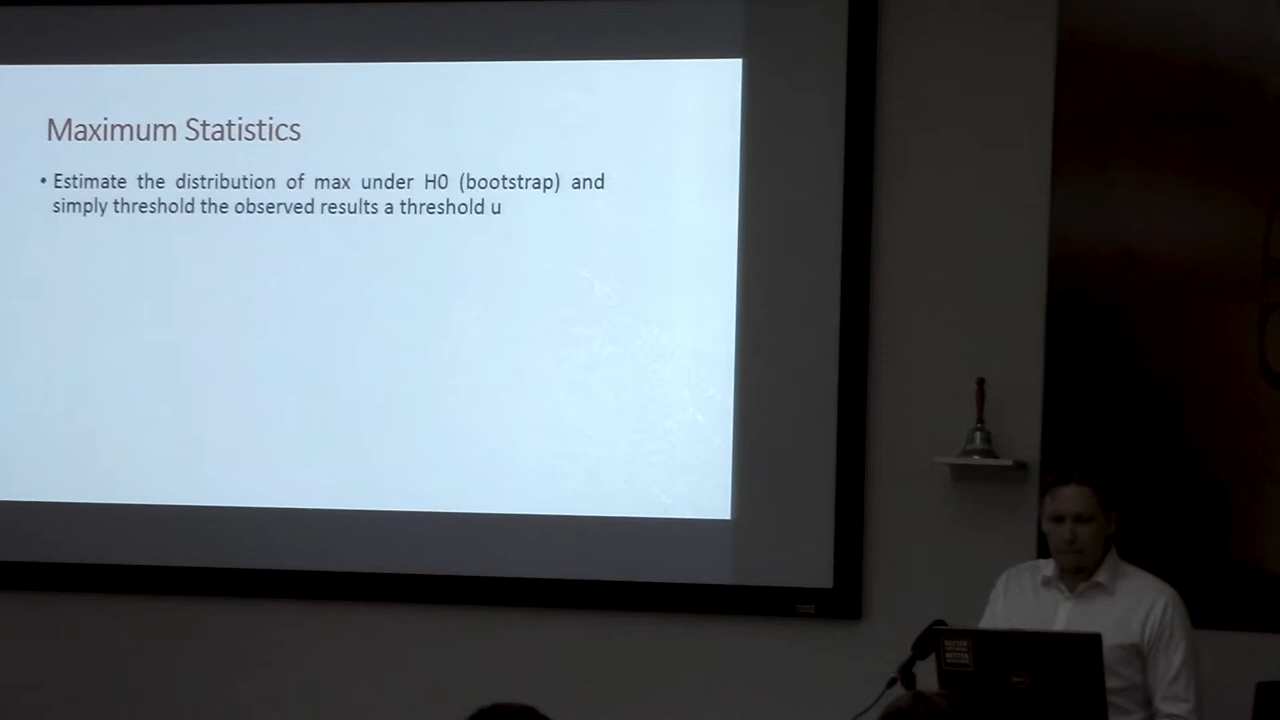 Maximum Statistics
• Estimate the distribution of max under H0 (bootstrap) and
simply threshold the observed results a threshold u